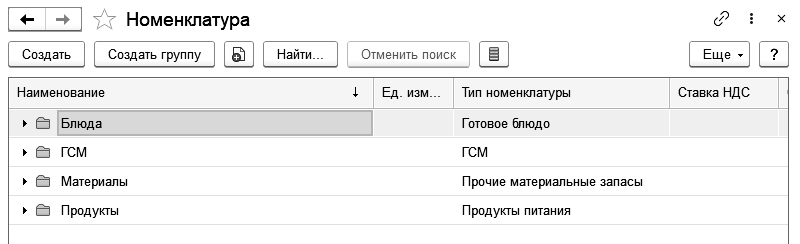 Номенклатура
Создать Создать группу Найти... Отменить поиск Еще ?
Наименование Ед. изм... Тип номенклатуры Ставка НДС
Блюда Готовое блюдо
ГСМ ГСМ
Материалы Прочие материальные запасы
Продукты Продукты питания